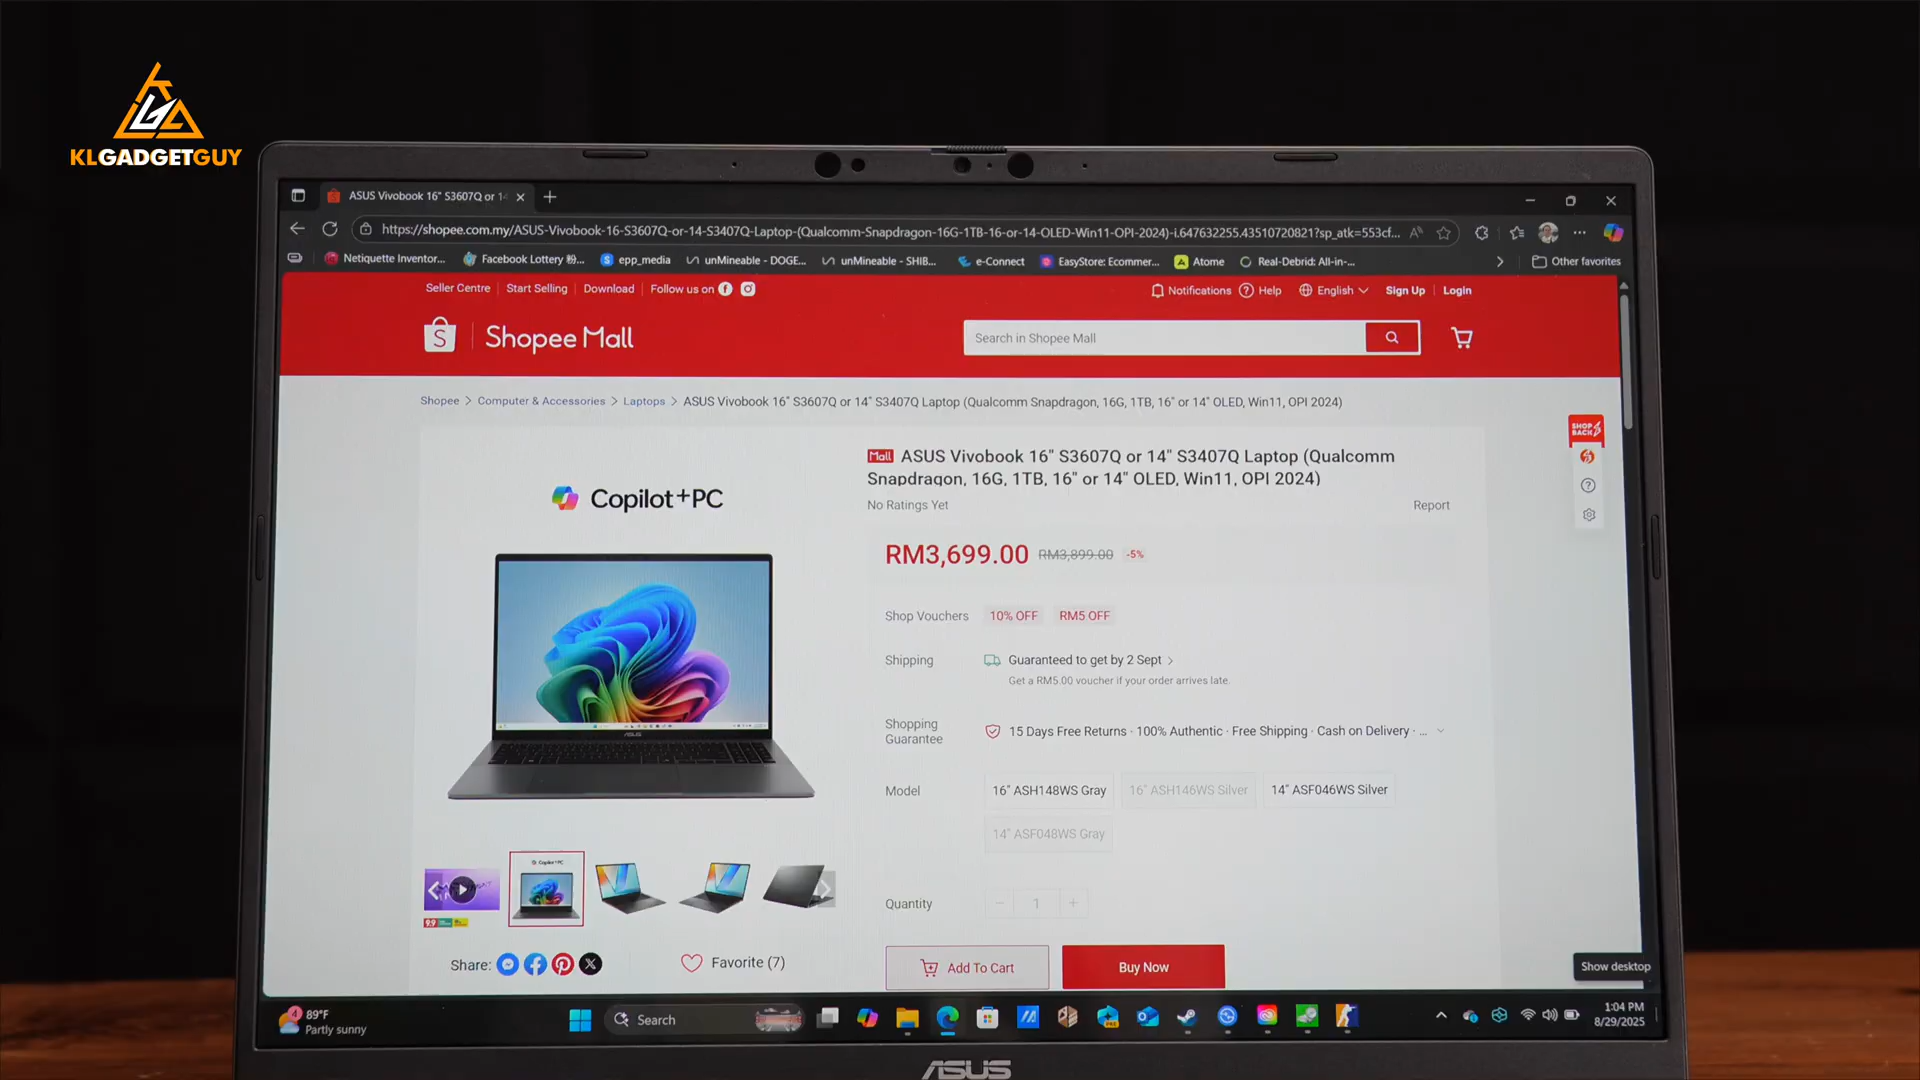 KLGADGETGUY
ASUS Vivobook 16" S3607Q or 14
https://shopee.com.my/ASUS-Vivobook-16-S3607Q-or-14-S3407Q-Laptop-(Qualcomm-Snapdragon-16G-1TB-16-or-14-OLED-Win11-OPI-2024)-i.647632255.43510720821?sp_atk=553cf...
Netiquette Inventor...
Facebook Lottery 粉...
epp_media
unMineable - DOGE...
unMineable - SHIB...
e-Connect
EasyStore: Ecommer...
Atome
Real-Debrid: All-in-...
Other favorites
Seller Centre
Start Selling
Download
Follow us on
Notifications
Help
English
Sign Up
Login
Shopee Mall
Search in Shopee Mall
Shopee > Computer & Accessories > Laptops > ASUS Vivobook 16" S3607Q or 14" S3407Q Laptop (Qualcomm Snapdragon, 16G, 1TB, 16" or 14" OLED, Win11, OPI 2024)
SHOP
BACK
Mall ASUS Vivobook 16" S3607Q or 14" S3407Q Laptop (Qualcomm
Snapdragon, 16G, 1TB, 16" or 14" OLED, Win11, OPI 2024)
No Ratings Yet
Report
Copilot+PC
RM3,699.00 RM3,899.00 -5%
Shop Vouchers 10% OFF RM5 OFF
Shipping Guaranteed to get by 2 Sept >
Get a RM5.00 voucher if your order arrives late.
Shopping
Guarantee
15 Days Free Returns · 100% Authentic · Free Shipping · Cash on Delivery · ...
ASUS
Model
16" ASH148WS Gray
16" ASH146WS Silver
14" ASF046WS Silver
14" ASF048WS Gray
Copilot+PC
9.9
Quantity
1
Share:
Favorite (7)
Add To Cart
Buy Now
Show desktop
4
89°F
Partly sunny
Search
1:04 PM
8/29/2025
ASUS